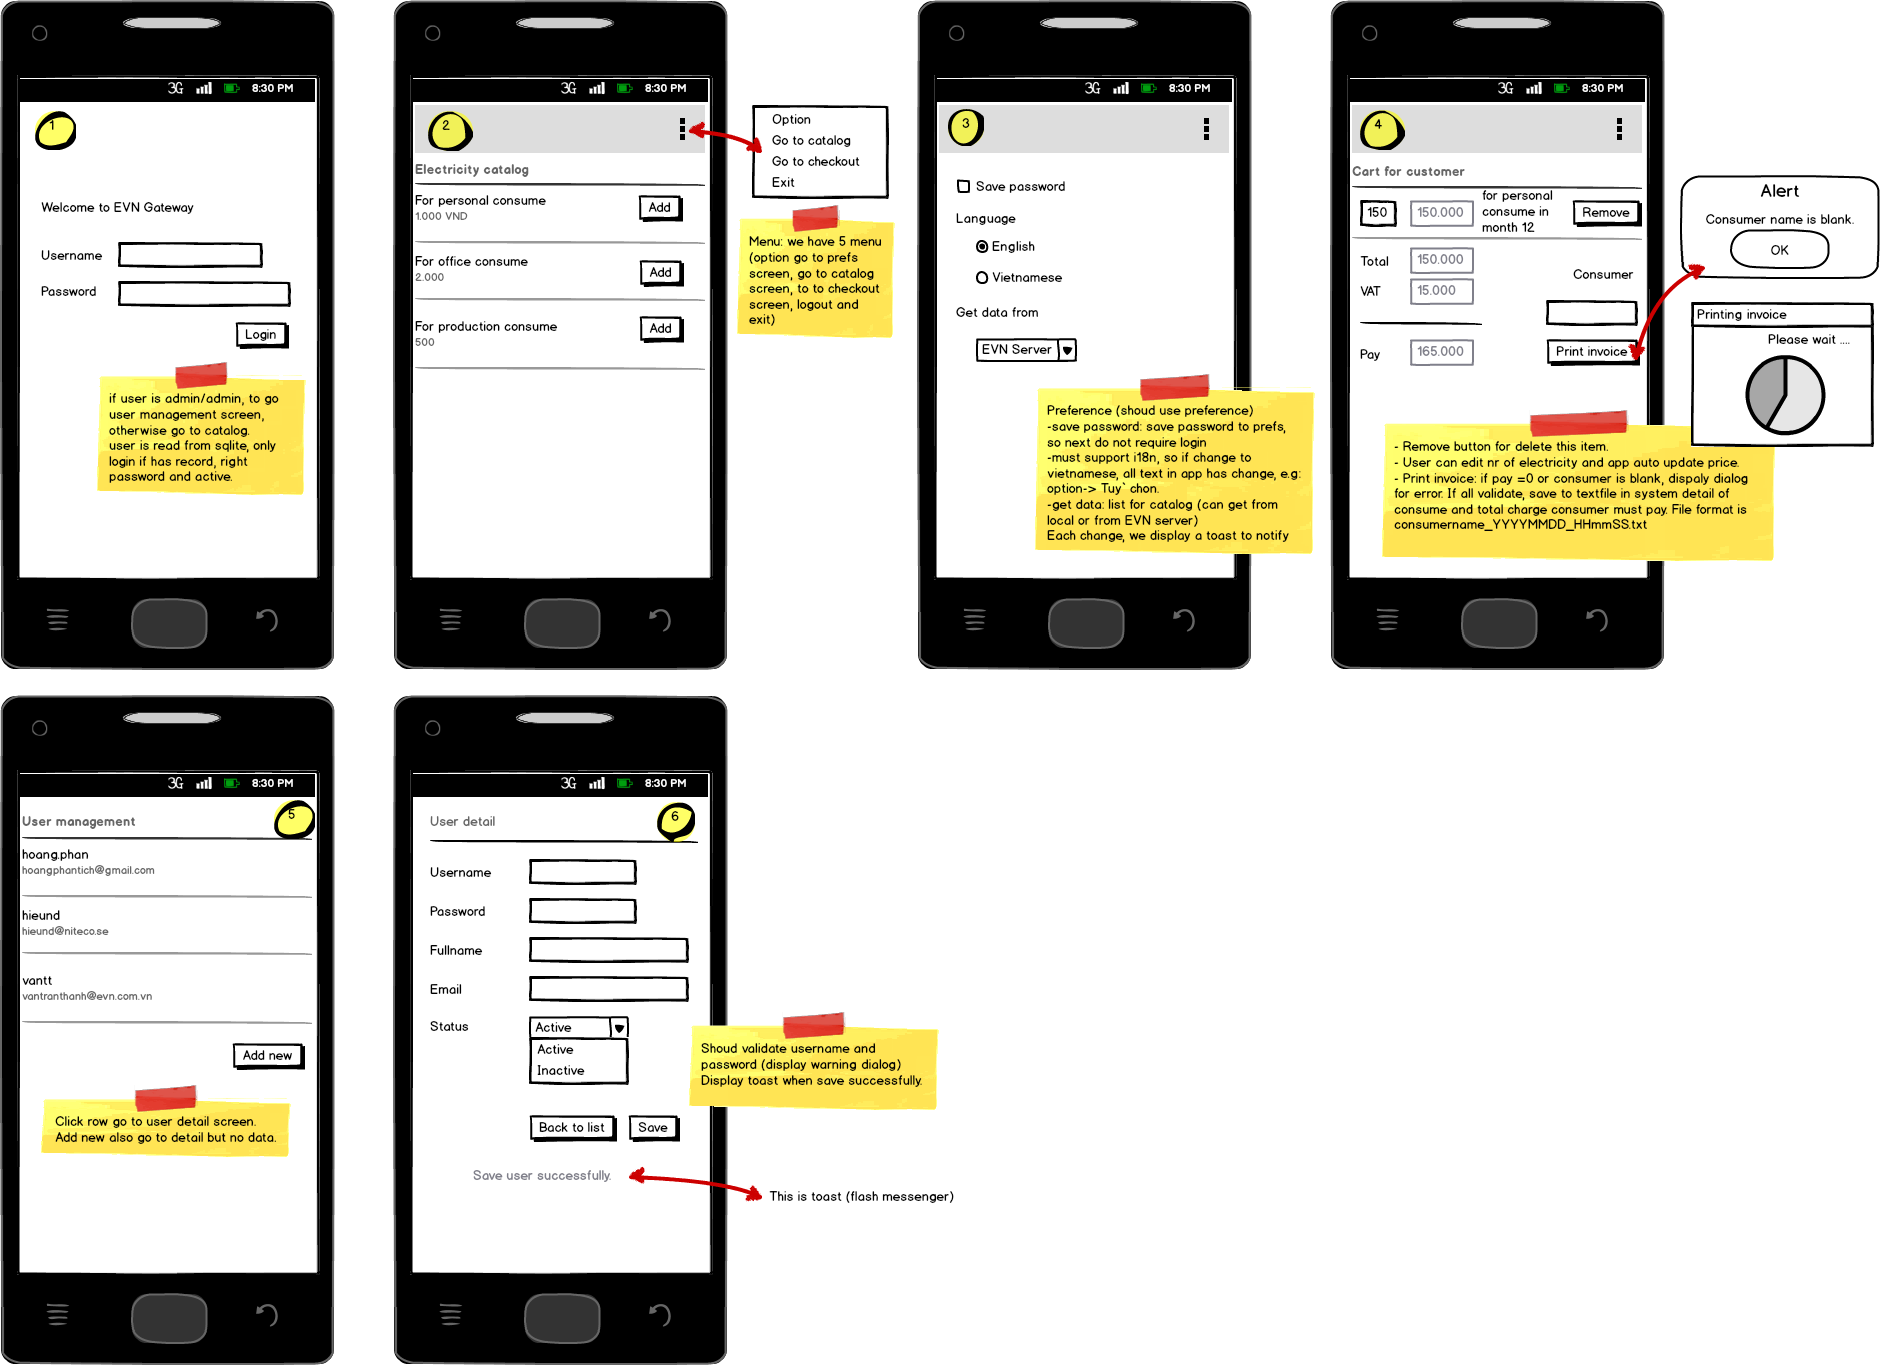 3G 8:30 PM
1
Welcome to EVN Gateway
Username
Password
Login
if user is admin/admin, to go
user management screen,
otherwise go to catalog.
user is read from sqlite, only
login if has record, right
password and active.
3G 8:30 PM
2
Electricity catalog
For personal consume
1.000 VND
Add
For office consume
2.000
Add
For production consume
500
Add
Option
Go to catalog
Go to checkout
Exit
Menu: we have 5 menu
(option go to prefs
screen, go to catalog
screen, to to checkout
screen, logout and
exit)
3G 8:30 PM
3
Save password
Language
English
Vietnamese
Get data from
EVN Server
Preference (shoud use preference)
-save password: save password to prefs,
so next do not require login
-must support i18n, so if change to
vietnamese, all text in app has change, e.g:
option-> Tuy` chon.
-get data: list for catalog (can get from
local or from EVN server)
Each change, we display a toast to notify
3G 8:30 PM
4
Cart for customer
150
150.000
for personal
consume in
month 12
Remove
Total
150.000
VAT
15.000
Consumer
Pay
165.000
Print invoice
Alert
Consumer name is blank.
OK
Printing invoice
Please wait ....
- Remove button for delete this item.
- User can edit nr of electricity and app auto update price.
- Print invoice: if pay =0 or consumer is blank, dispaly dialog
for error. If all validate, save to textfile in system detail of
consume and total charge consumer must pay. File format is
consumername_YYYYMMDD_HHmmSS.txt
3G 8:30 PM
User management
5
hoang.phan
hoangphantich@gmail.com
hieund
hieund@niteco.se
vantt
vantranthanh@evn.com.vn
Add new
Click row go to user detail screen.
Add new also go to detail but no data.
3G 8:30 PM
User detail
6
Username
Password
Fullname
Email
Status
Active
Active
Inactive
Back to list
Save
Save user successfully.
This is toast (flash messenger)
Shoud validate username and
password (display warning dialog)
Display toast when save successfully.